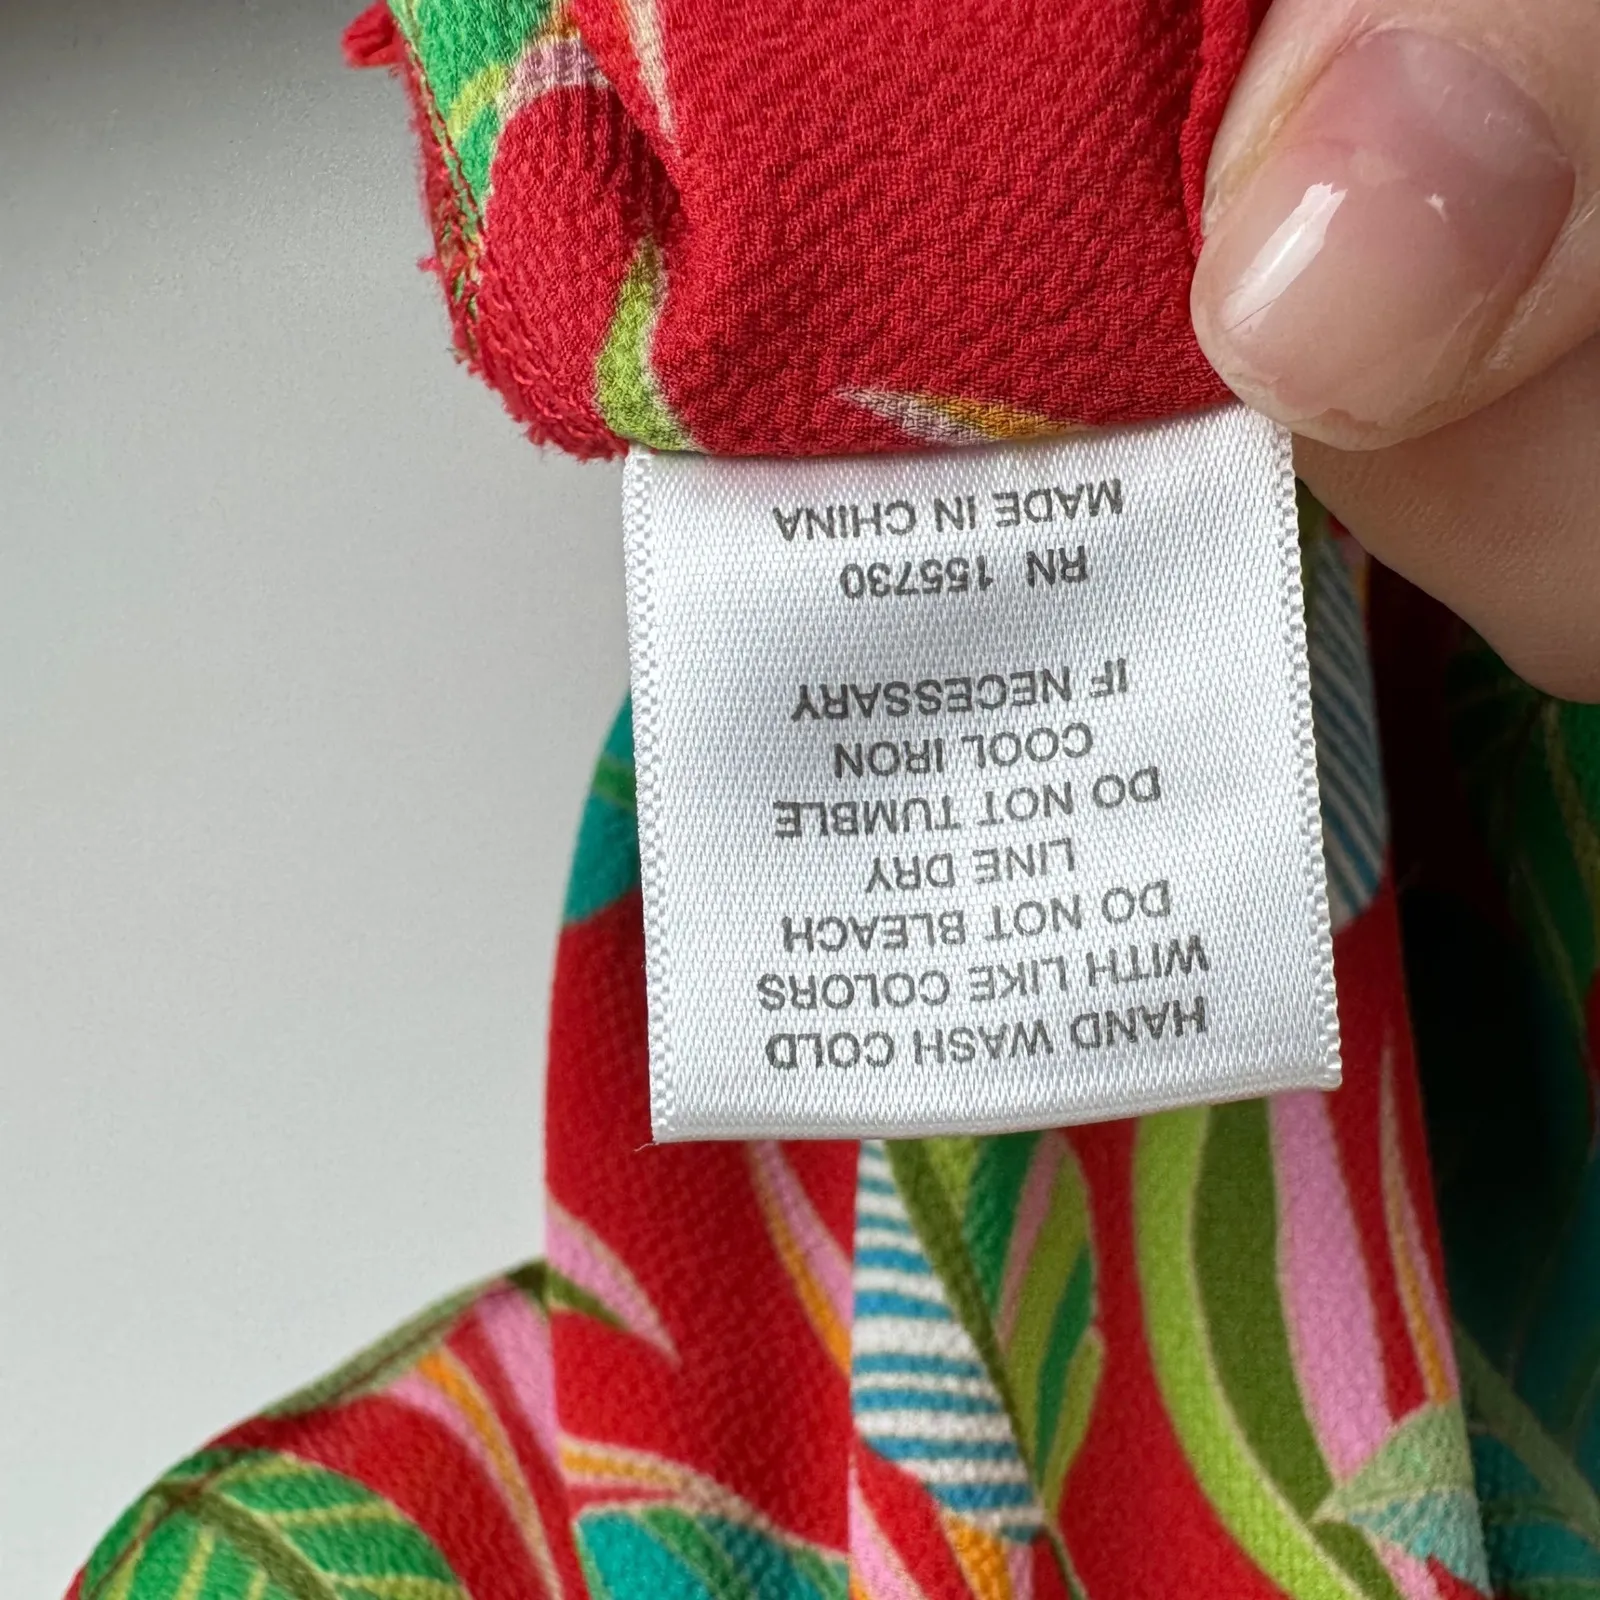 HAND WASH COLD
WITH LIKE COLORS
DO NOT BLEACH
LINE DRY
DO NOT TUMBLE
COOL IRON
IF NECESSARY
RN 155730
MADE IN CHINA